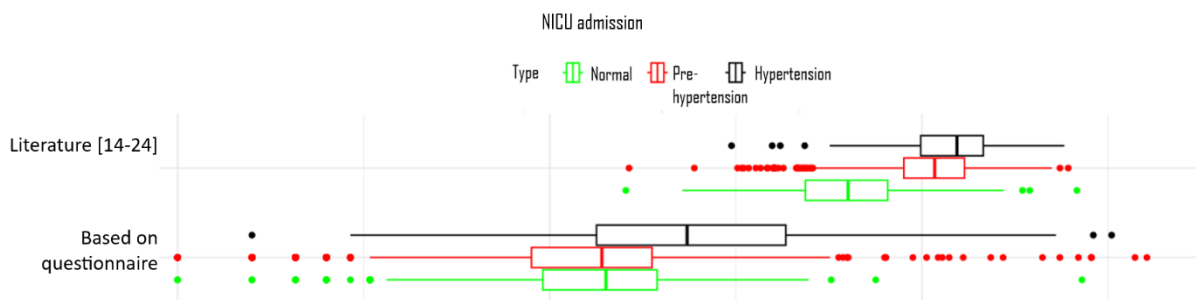 NICU admission
Type Normal Pre- Hypertension
hypertension
Literature [14-24]
Based on
questionnaire